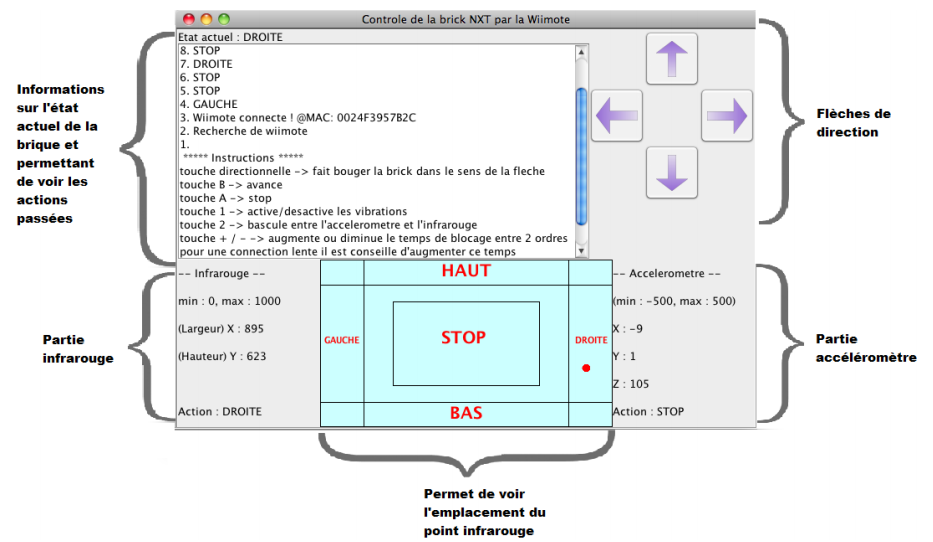 Controle de la brick NXT par la Wiimote
Etat actuel : DROITE
8. STOP
7. DROITE
6. STOP
5. STOP
4. GAUCHE
3. Wiimote connecte ! @MAC: 0024F3957B2C
2. Recherche de wiimote
1.
***** Instructions *****
touche directionnelle -> fait bouger la brick dans le sens de la fleche
touche B -> avance
touche A -> stop
touche 1 -> active/desactive les vibrations
touche 2 -> bascule entre l'accelerometre et l'infrarouge
touche + / - -> augmente ou diminue le temps de blocage entre 2 ordres
pour une connection lente il est conseille d'augmenter ce temps
Informations
sur l'état
actuel de la
brique et
permettant
de voir les
actions
passées
Flèches de
direction
-- Infrarouge --
min : 0, max : 1000
(Largeur) X : 895
(Hauteur) Y : 623
Action : DROITE
HAUT
GAUCHE
STOP
DROITE
BAS
-- Accelerometre --
(min : -500, max : 500)
X : -9
Y : 1
Z : 105
Action : STOP
Partie
infrarouge
Partie
accéléromètre
Permet de voir
l'emplacement du
point infrarouge